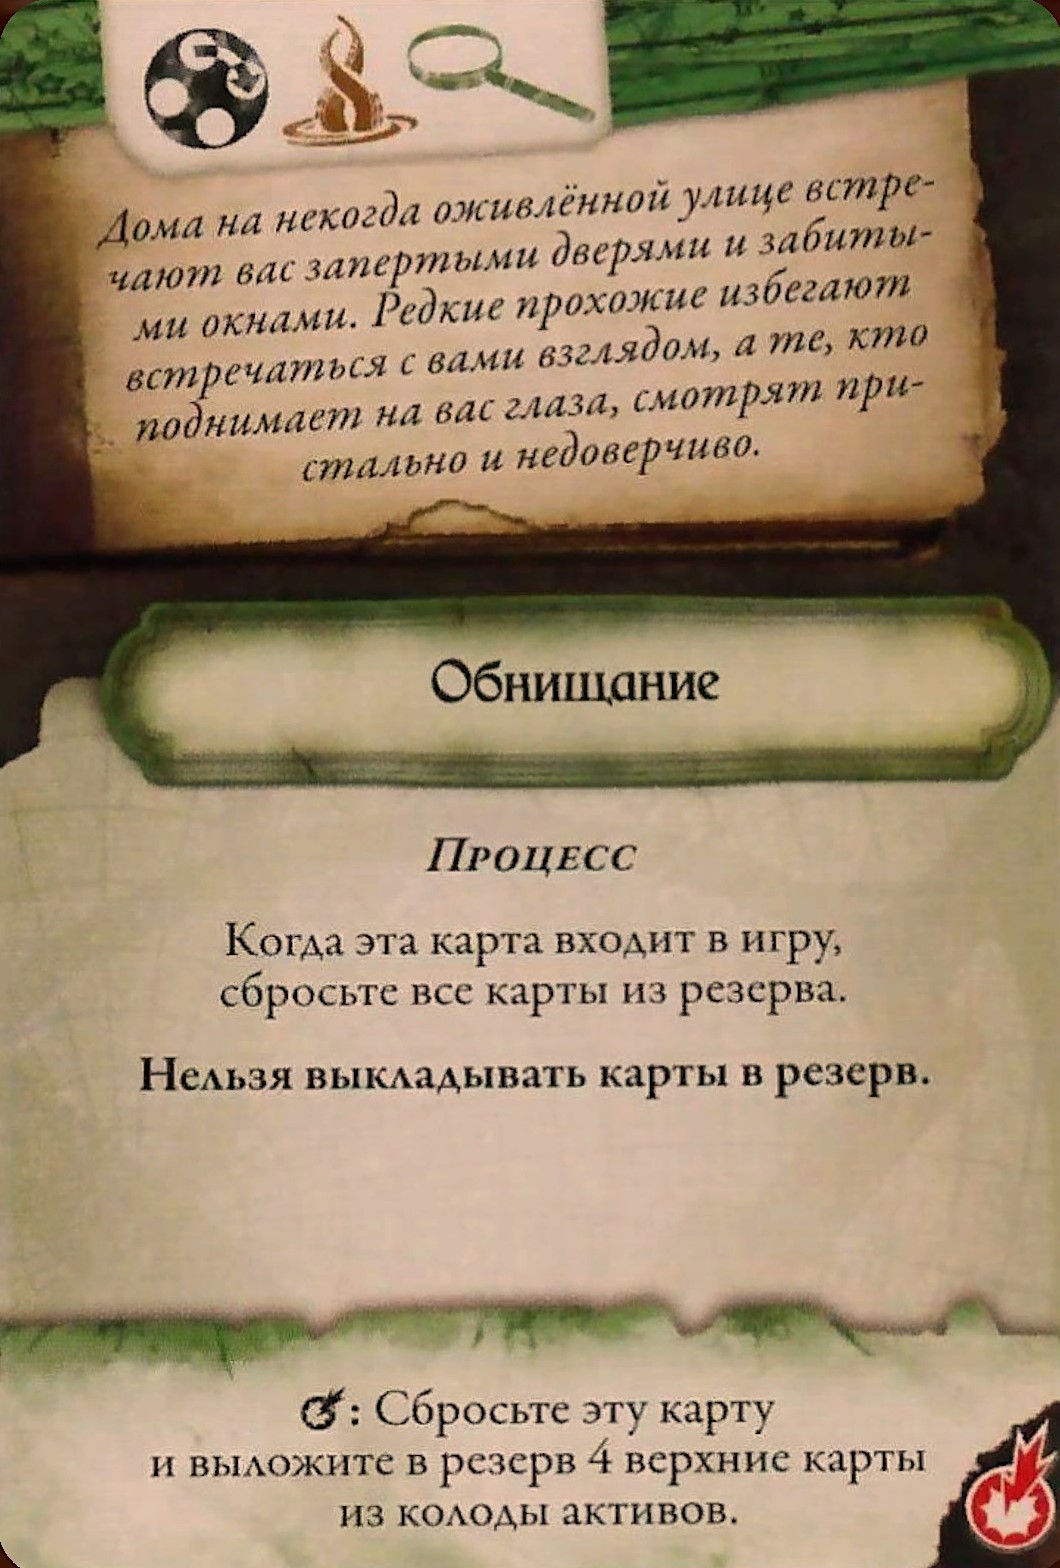 Дома на некогда оживлённой улице встре-
чают вас запертыми дверями и забиты-
ми окнами. Редкие прохожие избегают
встречаться с вами взглядом, а те, кто
поднимает на вас глаза, смотрят при-
стально и недоверчиво.
Обнищание
Процесс
Когда эта карта входит в игру,
сбросьте все карты из резерва.
Нельзя выкладывать карты в резерв.
: Сбросьте эту карту
и выложите в резерв 4 верхние карты
из колоды активов.